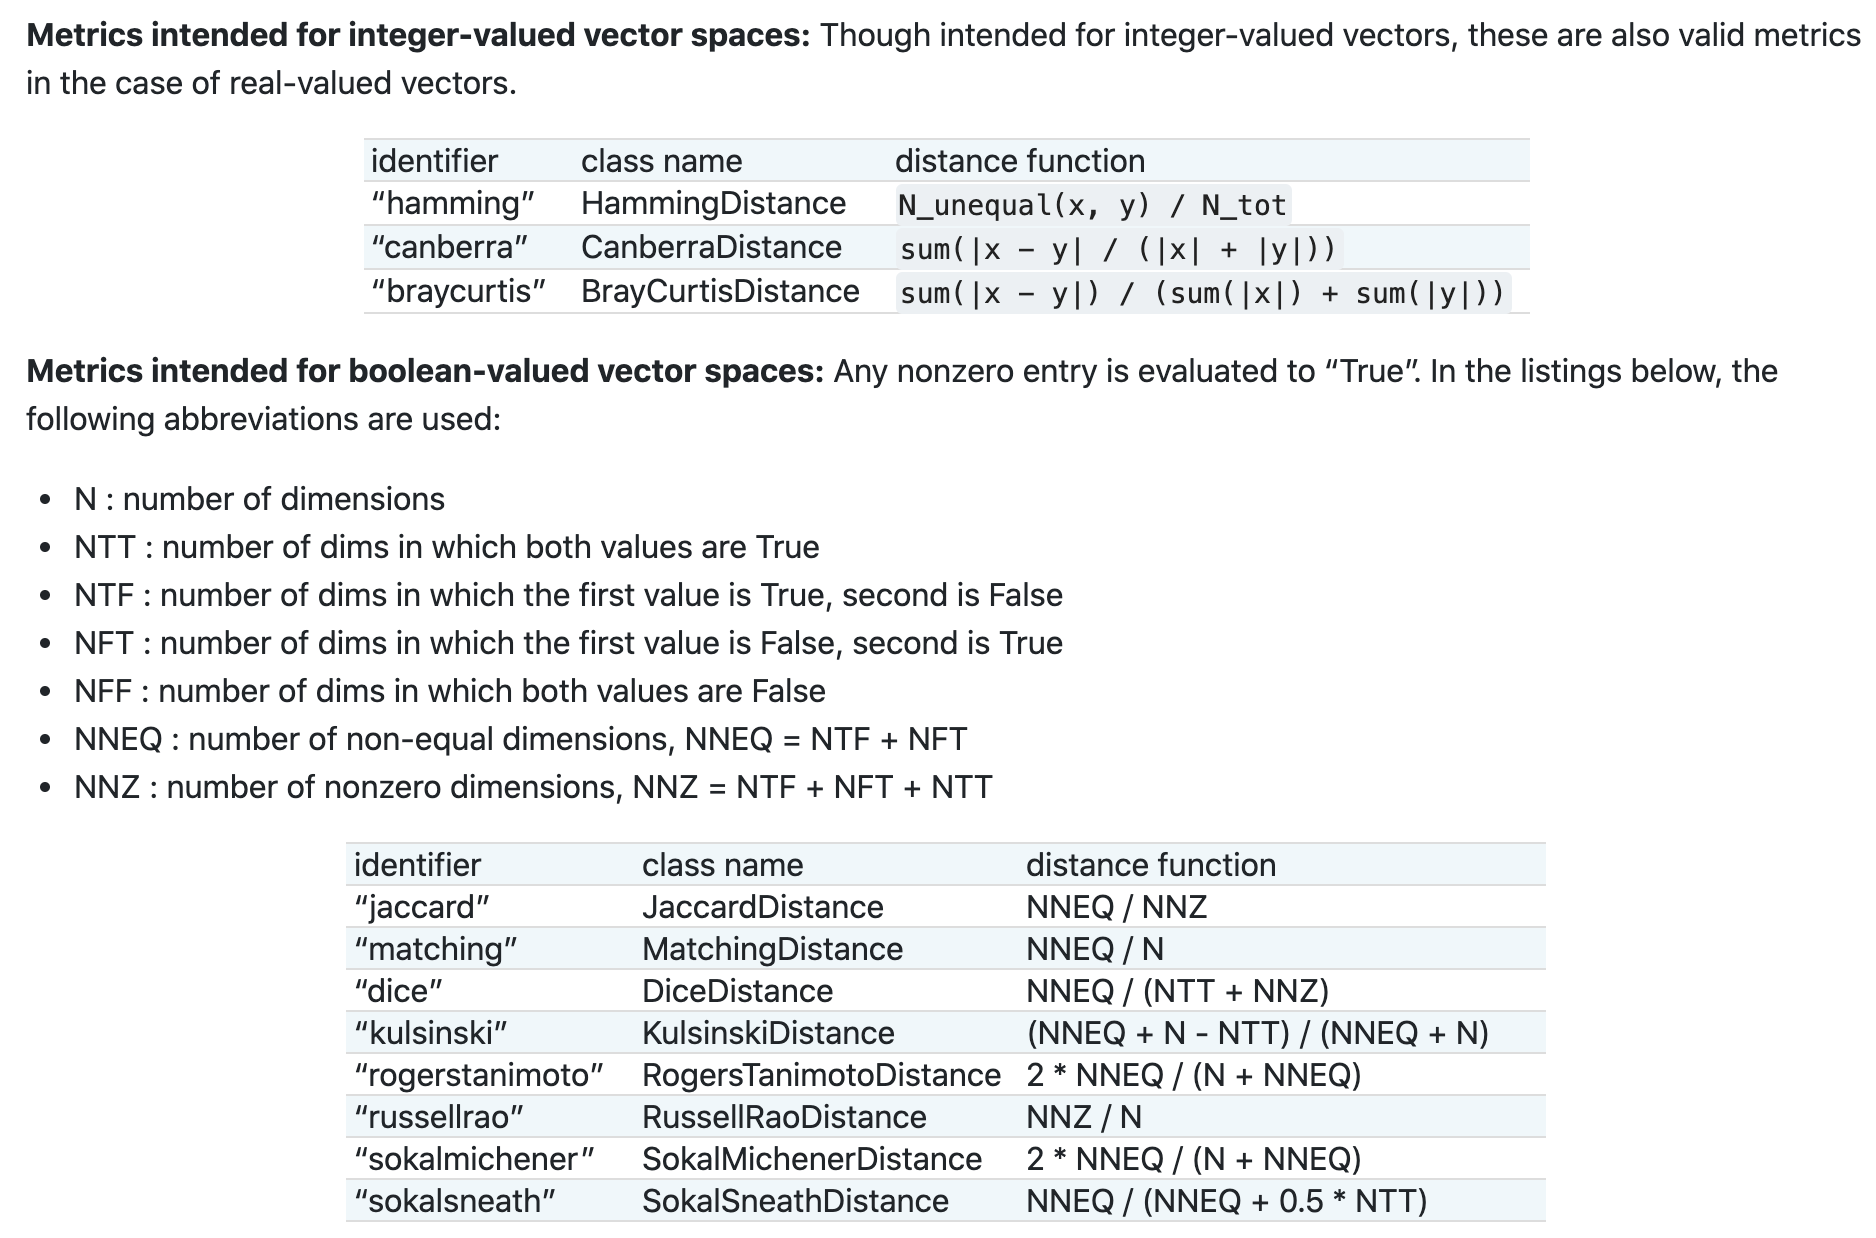 Metrics intended for integer-valued vector spaces: Though intended for integer-valued vectors, these are also valid metrics
in the case of real-valued vectors.
identifier class name distance function
“hamming” HammingDistance N_unequal(x, y) / N_tot
“canberra” CanberraDistance sum(|x - y| / (|x| + |y|))
“braycurtis” BrayCurtisDistance sum(|x - y|) / (sum(|x|) + sum(|y|))
Metrics intended for boolean-valued vector spaces: Any nonzero entry is evaluated to “True”. In the listings below, the
following abbreviations are used:
• N : number of dimensions
• NTT : number of dims in which both values are True
• NTF : number of dims in which the first value is True, second is False
• NFT : number of dims in which the first value is False, second is True
• NFF : number of dims in which both values are False
• NNEQ : number of non-equal dimensions, NNEQ = NTF + NFT
• NNZ : number of nonzero dimensions, NNZ = NTF + NFT + NTT
identifier class name distance function
“jaccard” JaccardDistance NNEQ / NNZ
“matching” MatchingDistance NNEQ / N
“dice” DiceDistance NNEQ / (NTT + NNZ)
“kulsinski” KulsinskiDistance (NNEQ + N - NTT) / (NNEQ + N)
“rogerstanimoto” RogersTanimotoDistance 2 * NNEQ / (N + NNEQ)
“russellrao” RussellRaoDistance NNZ / N
“sokalmichener” SokalMichenerDistance 2 * NNEQ / (N + NNEQ)
“sokalsneath” SokalSneathDistance NNEQ / (NNEQ + 0.5 * NTT)